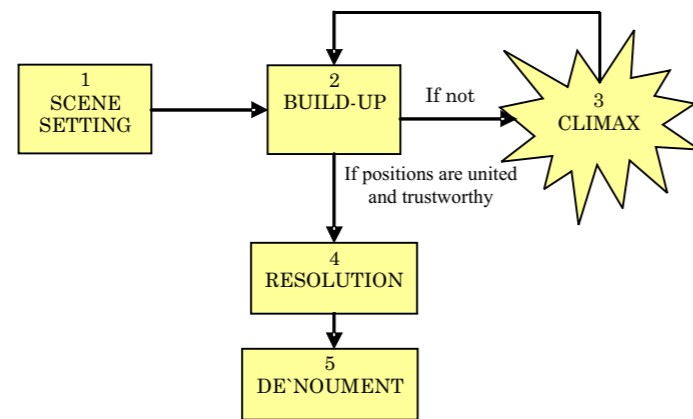 1
SCENE
SETTING
2
BUILD-UP
If not
3
CLIMAX
If positions are united
and trustworthy
4
RESOLUTION
5
DE`NOUMENT